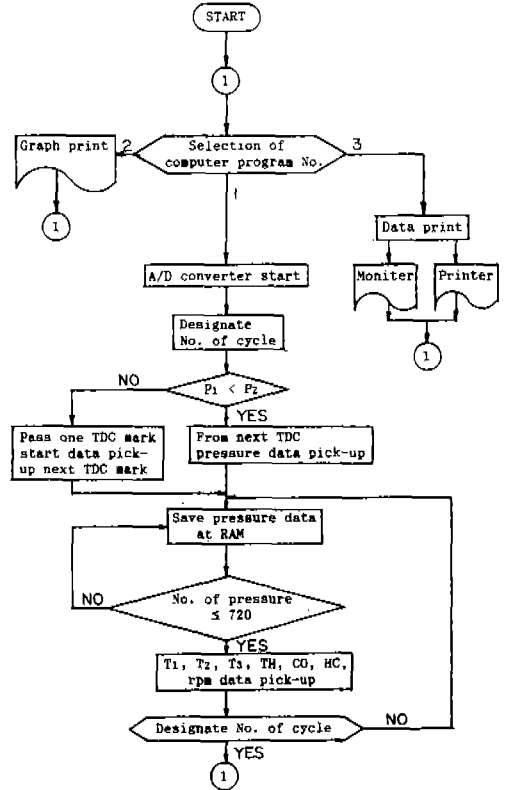 START
1
2
Selection of
computer program No.
3
Graph print
1
1
Data print
Moniter
Printer
1
A/D converter start
Designate
No. of cycle
NO
P1 < P2
YES
Pass one TDC mark
start data pick-
up next TDC mark
From next TDC
pressure data pick-up
Save pressure data
at RAM
NO
No. of pressure
≤ 720
YES
T1, T2, T3, TH, CO, HC,
rpm data pick-up
Designate No. of cycle
NO
YES
1